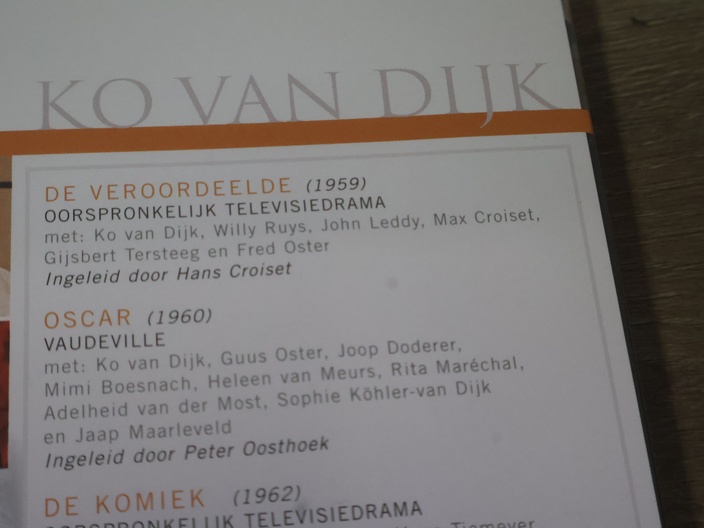 KO VAN DIJK
DE VEROORDEELDE (1959)
OORSPRONKELIJK TELEVISIEDRAMA
met: Ko van Dijk, Willy Ruys, John Leddy, Max Croiset,
Gijsbert Tersteeg en Fred Oster
Ingeleid door Hans Croiset
OSCAR (1960)
VAUDEVILLE
met: Ko van Dijk, Guus Oster, Joop Doderer,
Mimi Boesnach, Heleen van Meurs, Rita Maréchal,
Adelheid van der Most, Sophie Köhler-van Dijk
en Jaap Maarleveld
Ingeleid door Peter Oosthoek
DE KOMIEK (1962)
OORSPRONKELIJK TELEVISIEDRAMA
Tiemeyer